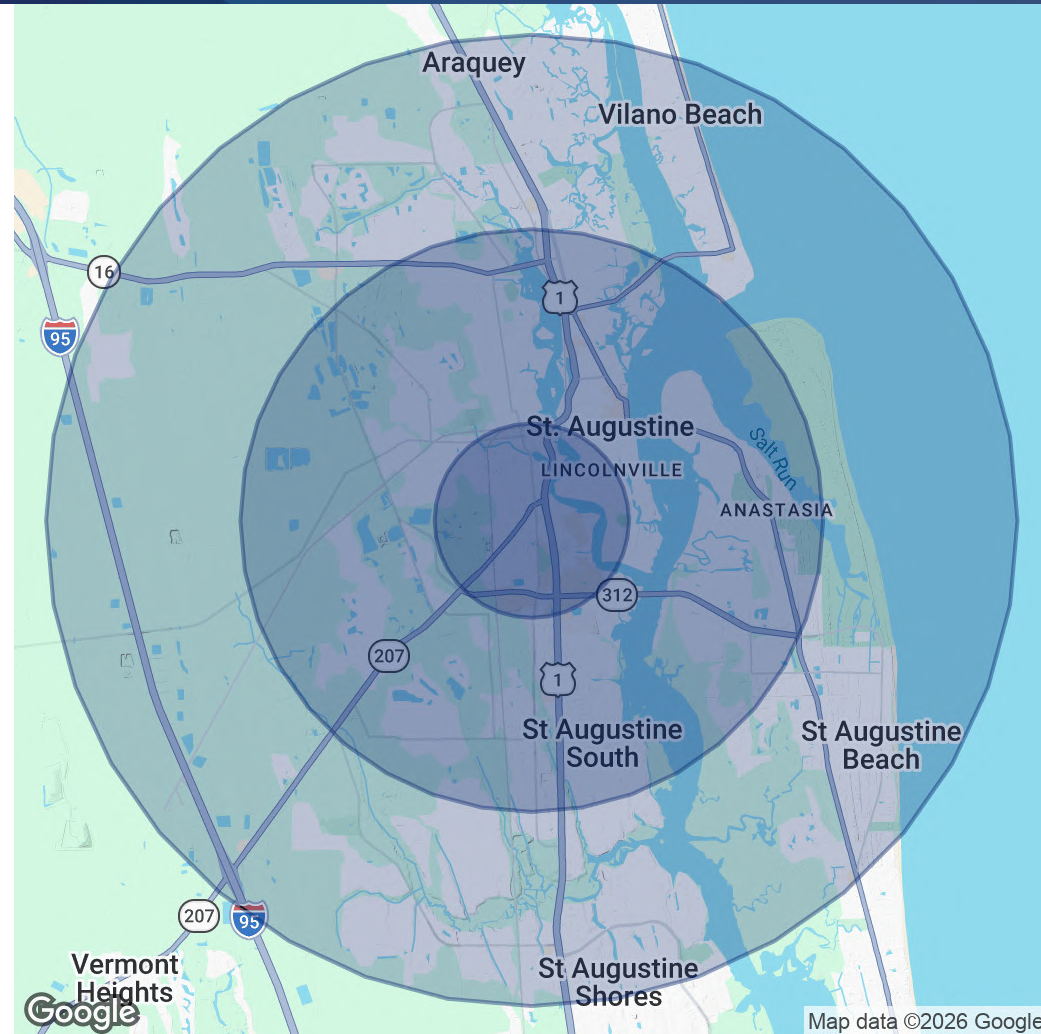 Araquey
Vilano Beach
16
1
95
St. Augustine
LINCOLNVILLE
Salt Run
ANASTASIA
312
207
1
St Augustine
South
St Augustine
Beach
207
95
Vermont
Heights
St Augustine
Shores
Google
Map data ©2026 Google